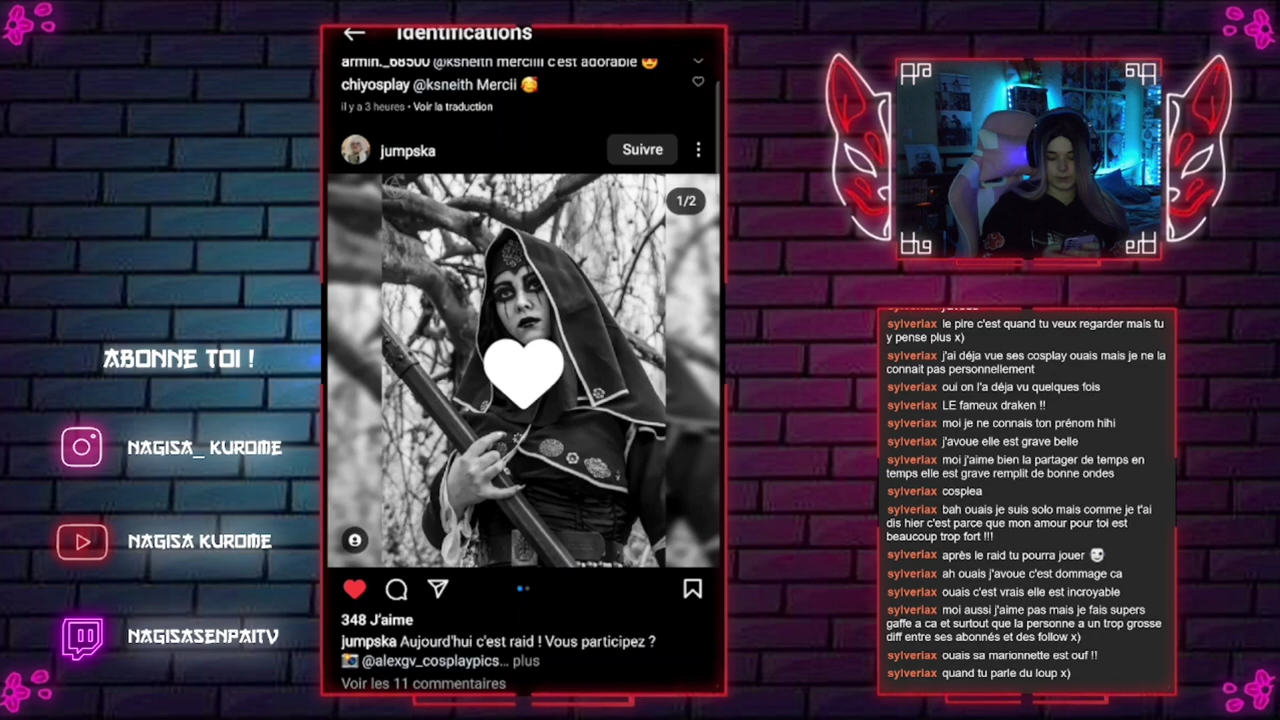 Identifications
armin._68500 @ksneith merciiii c'est adorable 😍
chiyosplay @ksneith Mercii 🥰
il y a 3 heures • Voir la traduction
jumpska
Suivre
1/2
348 J'aime
jumpska Aujourd'hui c'est raid ! Vous participez ?
📸 @alexgv_cosplaypics... plus
Voir les 11 commentaires
ABONNE TOI !
NAGISA_ KUROME
NAGISA KUROME
NAGISASENPAITV
sylveriax le pire c'est quand tu veux regarder mais tu
y pense plus x)
sylveriax j'ai déja vue ses cosplay ouais mais je ne la
connait pas personnellement
sylveriax oui on l'a déja vu quelques fois
sylveriax LE fameux draken !!
sylveriax moi je ne connais ton prénom hihi
sylveriax j'avoue elle est grave belle
sylveriax moi j'aime bien la partager de temps en
temps elle est grave remplit de bonne ondes
sylveriax cosplea
sylveriax bah ouais je suis solo mais comme je t'ai
dis hier c'est parce que mon amour pour toi est
beaucoup trop fort !!!
sylveriax après le raid tu pourra jouer
sylveriax ah ouais j'avoue c'est dommage ca
sylveriax ouais c'est vrais elle est incroyable
sylveriax moi aussi j'aime pas mais je fais supers
gaffe a ca et surtout que la personne a un trop grosse
diff entre ses abonnés et des follow x)
sylveriax ouais sa marionnette est ouf !!
sylveriax quand tu parle du loup x)